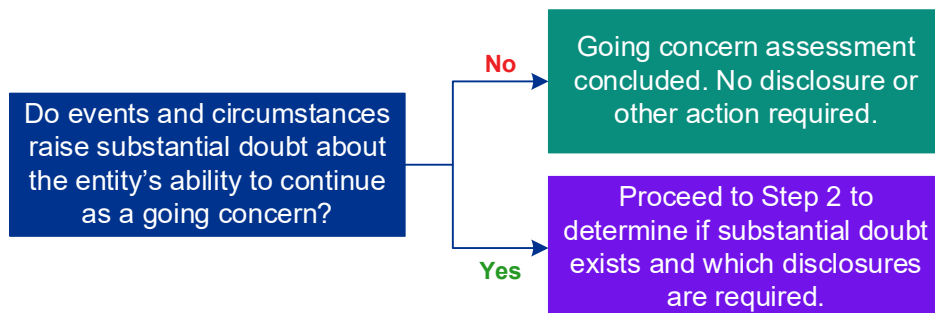 Do events and circumstances
raise substantial doubt about
the entity's ability to continue
as a going concern?
No
Going concern assessment
concluded. No disclosure or
other action required.
Yes
Proceed to Step 2 to
determine if substantial doubt
exists and which disclosures
are required.